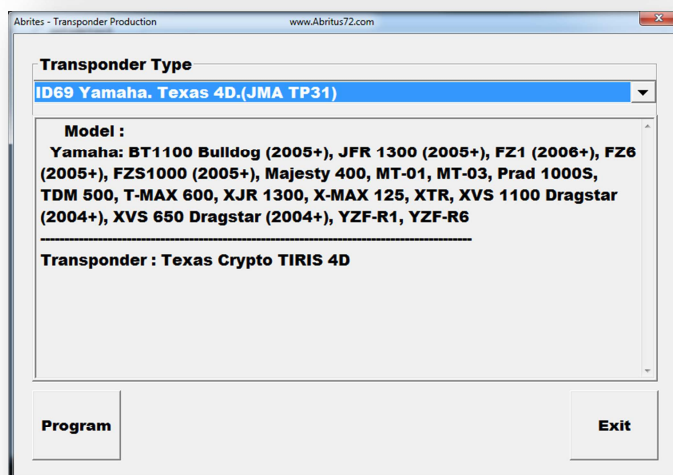 Abrites - Transponder Production www.Abritus72.com x
Transponder Type
ID69 Yamaha. Texas 4D.(JMA TP31)
Model :
Yamaha: BT1100 Bulldog (2005+), JFR 1300 (2005+), FZ1 (2006+), FZ6
(2005+), FZS1000 (2005+), Majesty 400, MT-01, MT-03, Prad 1000S,
TDM 500, T-MAX 600, XJR 1300, X-MAX 125, XTR, XVS 1100 Dragstar
(2004+), XVS 650 Dragstar (2004+), YZF-R1, YZF-R6
--------------------------------------------------------------------------------
Transponder : Texas Crypto TIRIS 4D
Program Exit